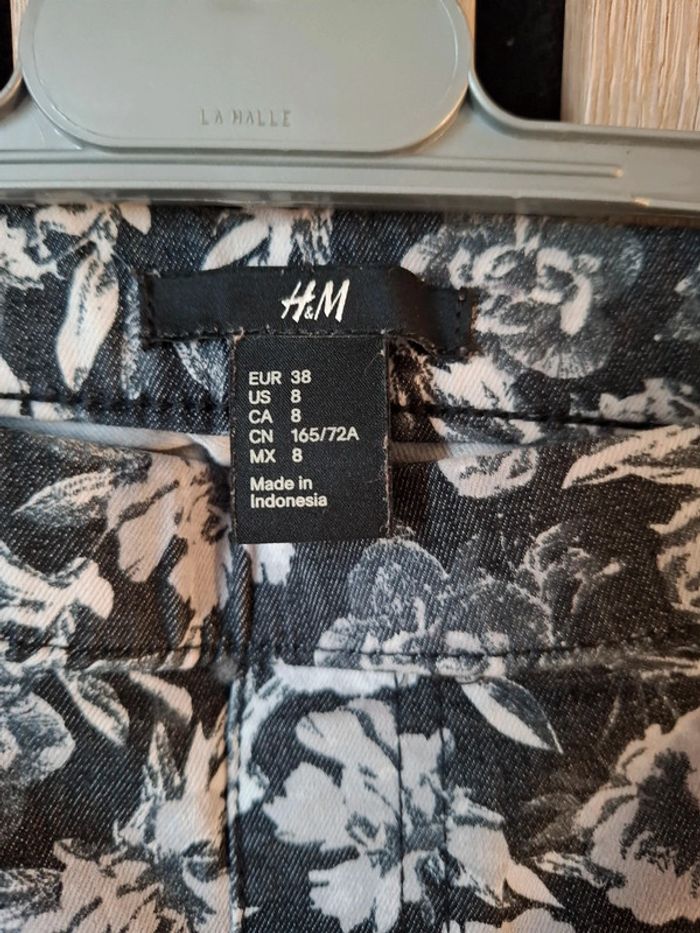 LA HALLE
H&M
EUR 38
US 8
CA 8
CN 165/72A
MX 8
Made in
Indonesia